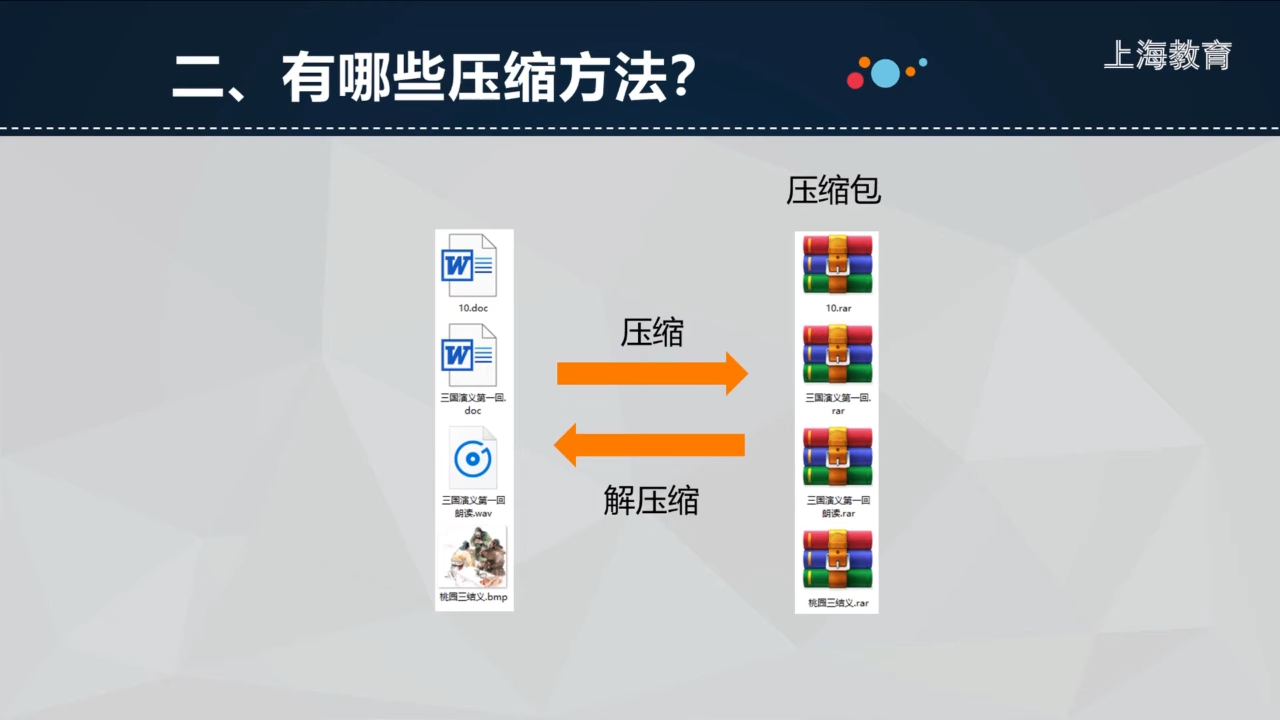 二、有哪些压缩方法？
上海教育
压缩包
10.doc
三国演义第一回.
doc
三国演义第一回
朗读.wav
桃园三结义.bmp
压缩
解压缩
10.rar
三国演义第一回.
rar
三国演义第一回
朗读.rar
桃园三结义.rar